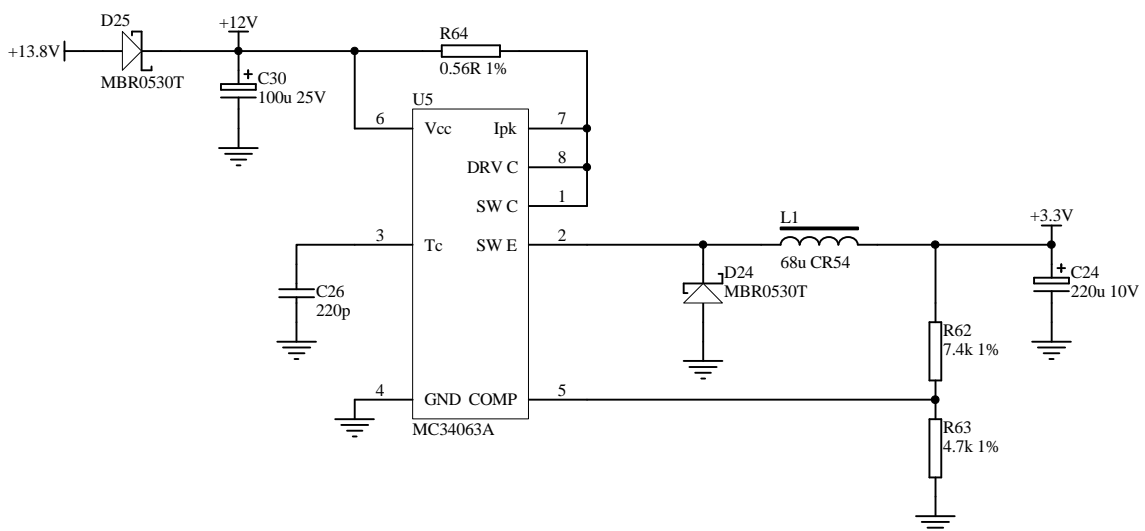 D25
+12V
+13.8V
MBR0530T
C30
100u 25V
R64
0.56R 1%
U5
6
Vcc
Ipk
7
DRV C
8
SW C
1
3
Tc
SW E
2
L1
68u CR54
+3.3V
C26
220p
D24
MBR0530T
C24
220u 10V
R62
7.4k 1%
4
GND
COMP
5
MC34063A
R63
4.7k 1%